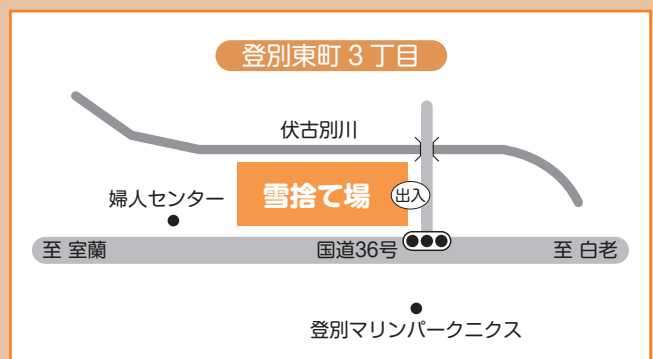 登別東町 3 丁目
伏古別川
婦人センター
雪捨て場
出入
至 室蘭
国道36号
至 白老
登別マリンパークニクス